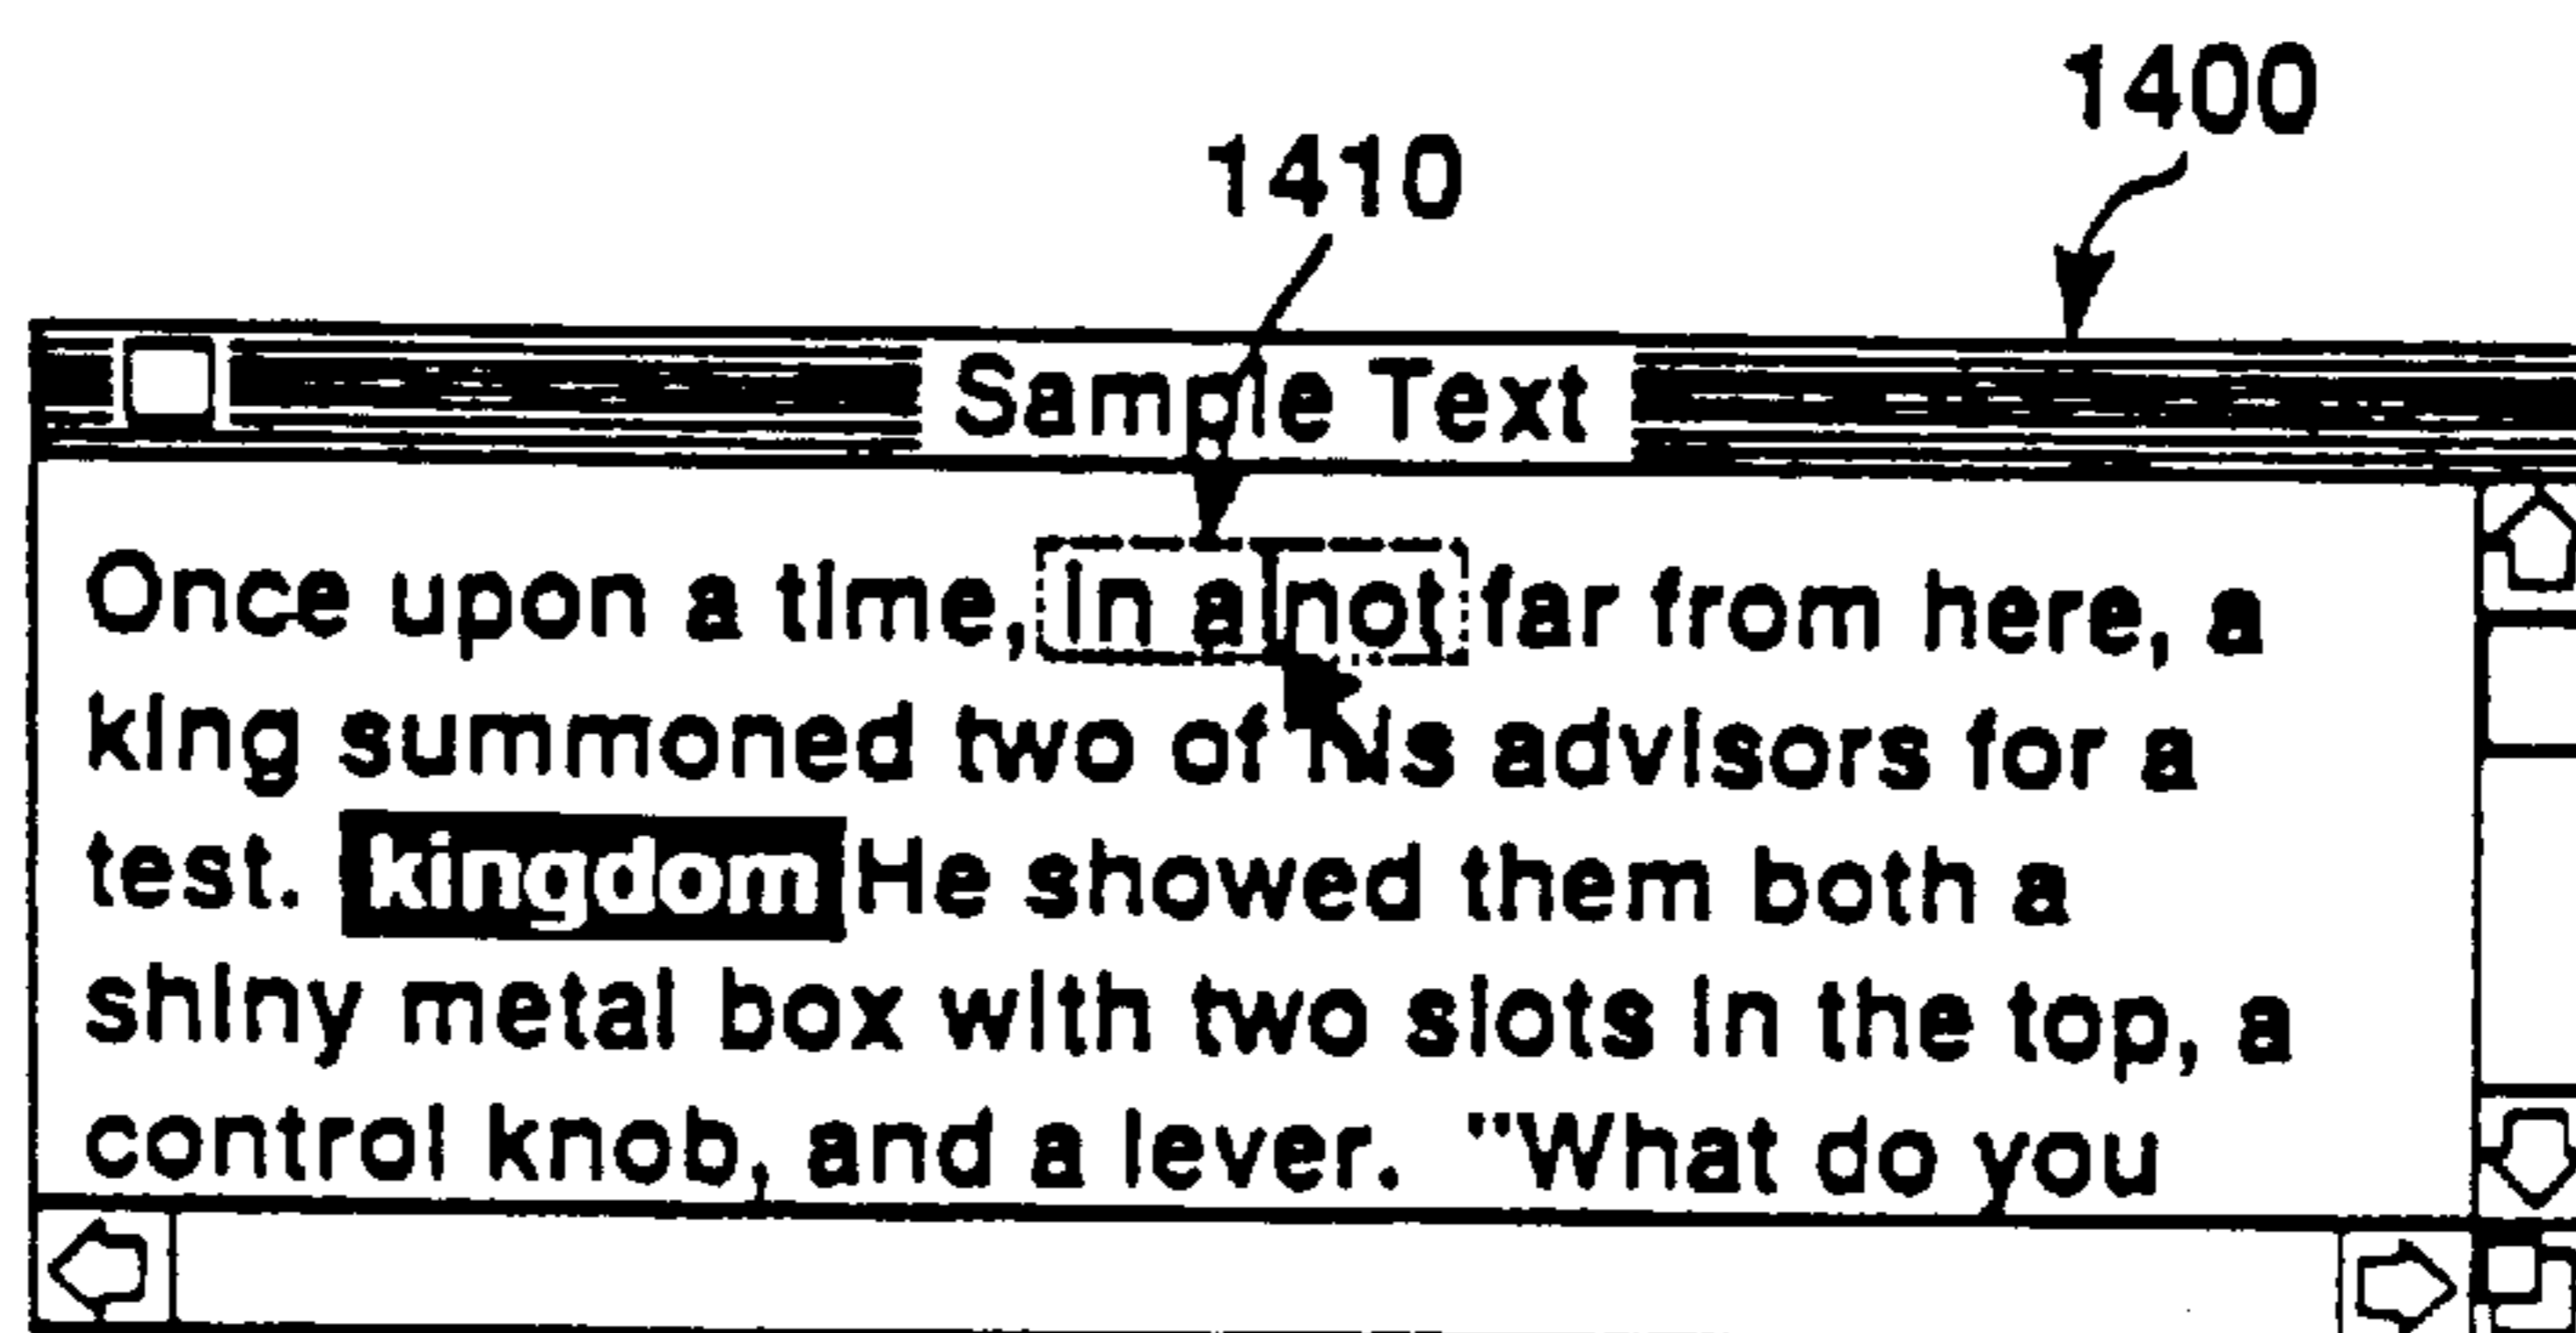 1400
1410
Sample Text
Once upon a time, in a not far from here, a
king summoned two of his advisors for a
test. kingdom He showed them both a
shiny metal box with two slots in the top, a
control knob, and a lever. "What do you